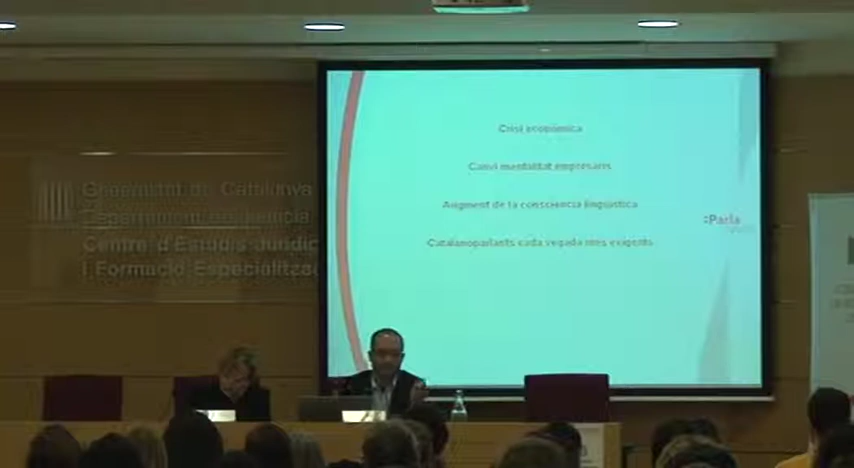 Generalitat de Catalunya
Departament de Justícia
Centre d'Estudis Jurídics
i Formació Especialitzada
Crisi econòmica
Canvi mentalitat empresaris
Augment de la consciència lingüística
Catalanoparlants cada vegada més exigents
:Parla